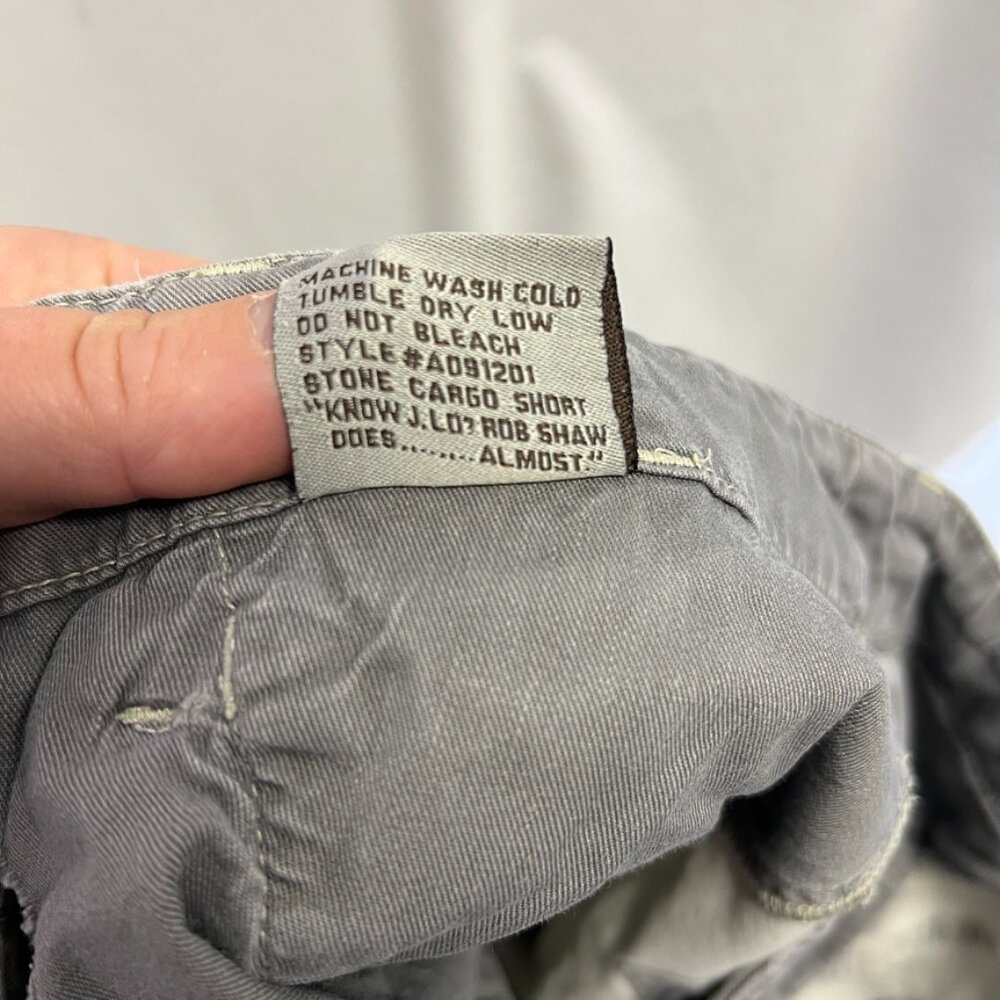 MACHINE WASH COLD
TUMBLE DRY LOW
DO NOT BLEACH
STYLE#A091201
STONE CARGO SHORT
"KNOW J.LO? ROB SHAW
DOES........ALMOST."